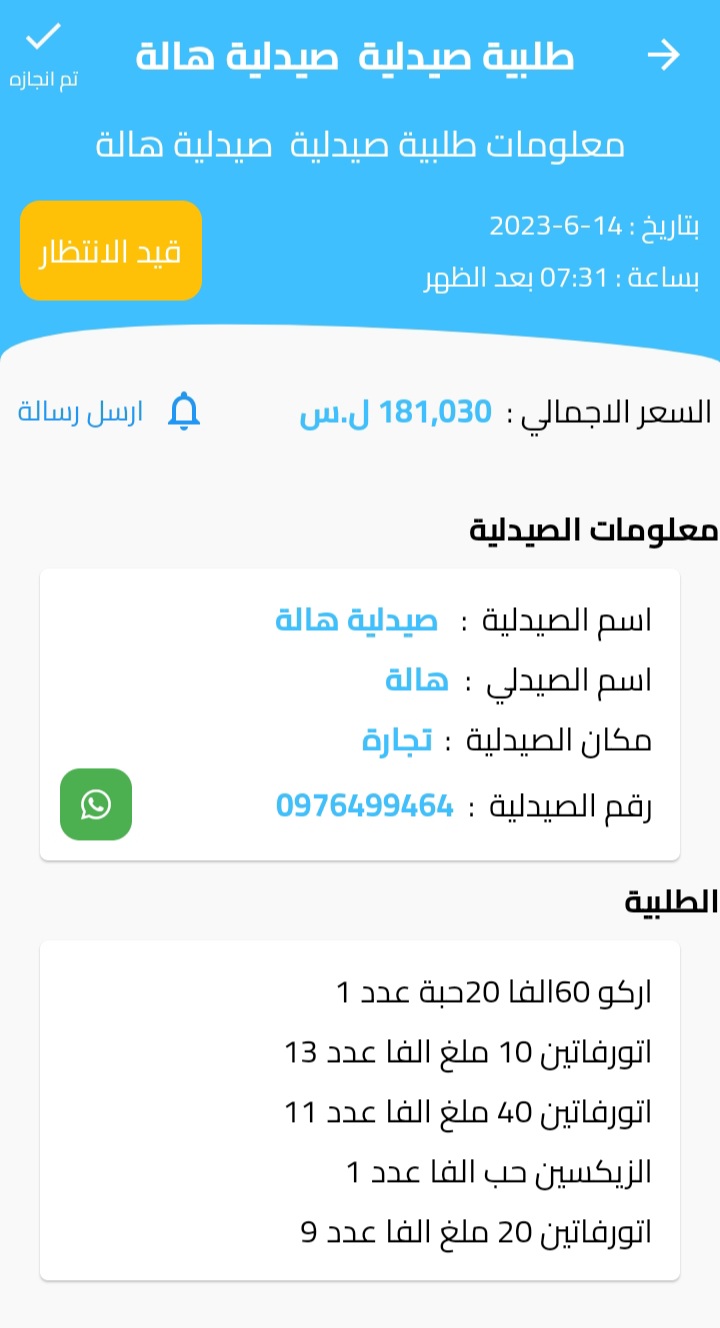 طلبية صيدلية صيدلية هالة
تم انجازه
معلومات طلبية صيدلية صيدلية هالة
بتاريخ : 14-6-2023
بساعة : 07:31 بعد الظهر
قيد الانتظار
السعر الاجمالي : 181,030 ل.س
ارسل رسالة
معلومات الصيدلية
اسم الصيدلية : صيدلية هالة
اسم الصيدلي : هالة
مكان الصيدلية : تجارة
رقم الصيدلية : 0976499464
الطلبية
اركو 60الفا 20حبة عدد 1
اتورفاتين 10 ملغ الفا عدد 13
اتورفاتين 40 ملغ الفا عدد 11
الزيكسين حب الفا عدد 1
اتورفاتين 20 ملغ الفا عدد 9